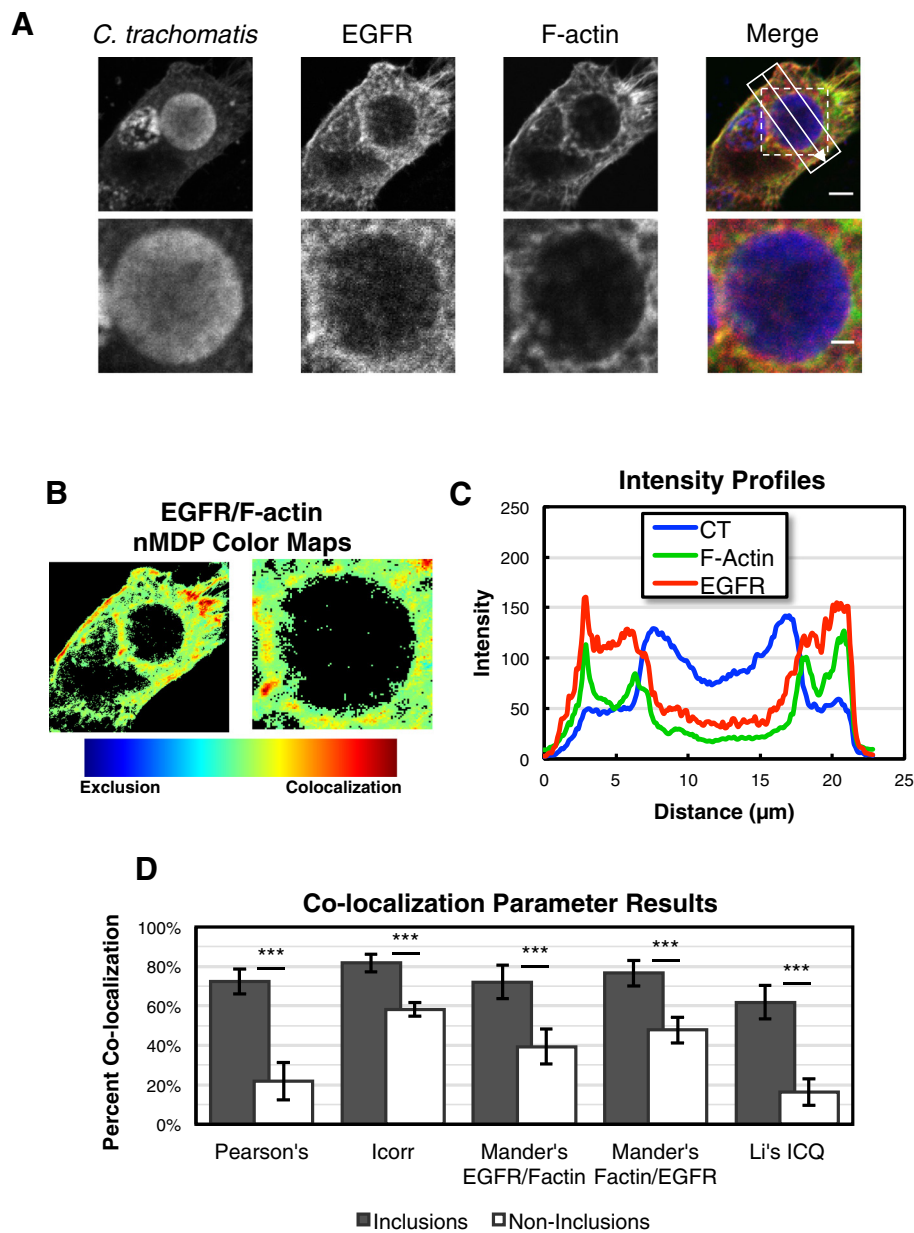 A
C. trachomatis EGFR F-actin Merge
B
EGFR/F-actin
nMDP Color Maps
Exclusion Colocalization
C
Intensity Profiles
250
200
150
100
50
0
Intensity
CT
F-Actin
EGFR
0 5 10 15 20 25
Distance (µm)
D
Co-localization Parameter Results
Percent Co-localization
100%
80%
60%
40%
20%
0%
*** *** *** *** ***
Pearson's Icorr Mander's EGFR/Factin Mander's Factin/EGFR Li's ICQ
Inclusions Non-Inclusions